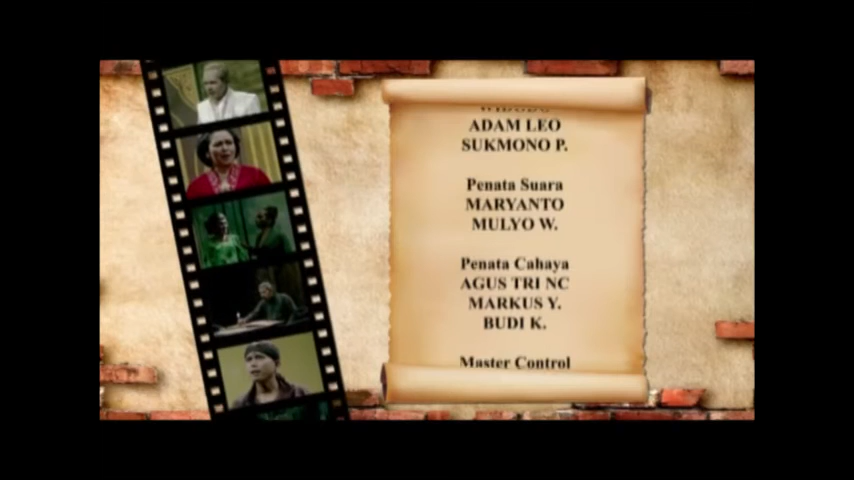 ADAM LEO
SUKMONO P.
Penata Suara
MARYANTO
MULYO W.
Penata Cahaya
AGUS TRI NC
MARKUS Y.
BUDI K.
Master Control